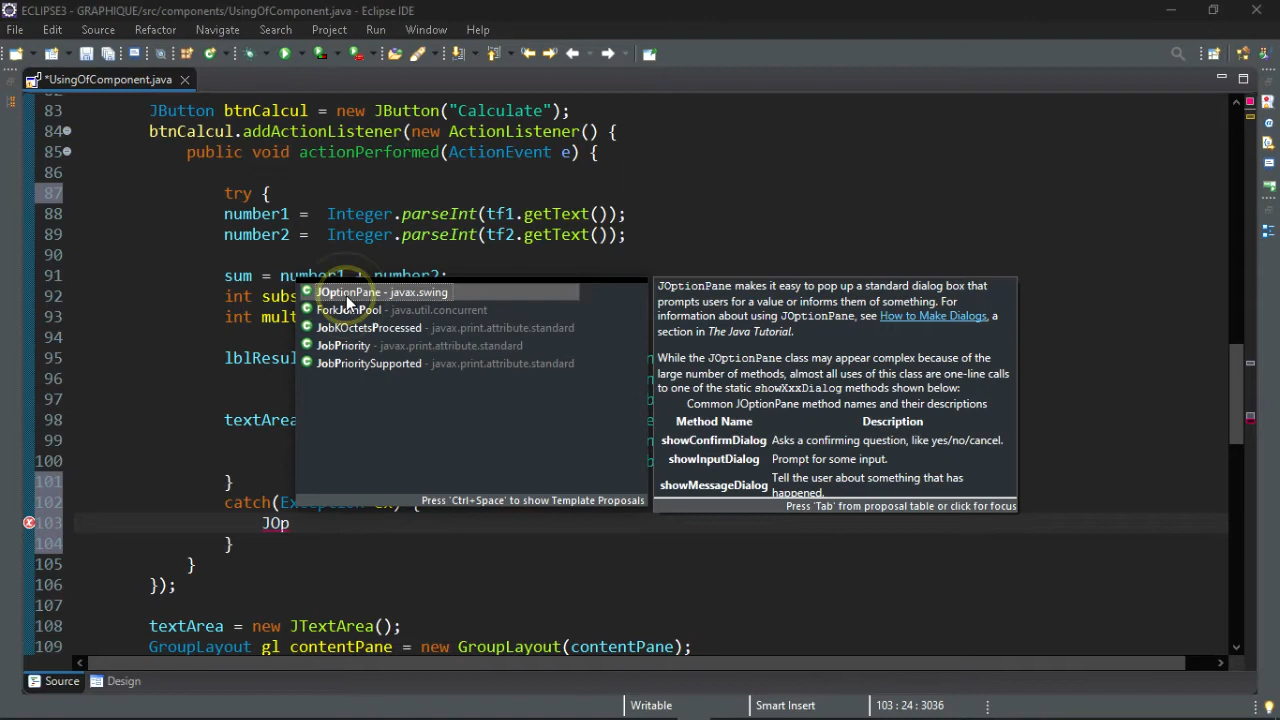 ECLIPSE3 - GRAPHIQUE/src/components/UsingOfComponent.java - Eclipse IDE
File Edit Source Refactor Navigate Search Project Run Window Help
*UsingOfComponent.java
83 JButton btnCalcul = new JButton("Calculate");
84 btnCalcul.addActionListener(new ActionListener() {
85 public void actionPerformed(ActionEvent e) {
86
87 try {
88 number1 = Integer.parseInt(tf1.getText());
89 number2 = Integer.parseInt(tf2.getText());
90
91 sum = number1 + number2;
92 int subs
93 int mult
94
95 lblResul
96
97
98 textArea
99
100
101 }
102 catch(Exception ex) {
103 JOp
104 }
105 }
106 });
107
108 textArea = new JTextArea();
109 GroupLayout gl_contentPane = new GroupLayout(contentPane);
JOptionPane - javax.swing
ForkJoinPool - java.util.concurrent
JobKOctetsProcessed - javax.print.attribute.standard
JobPriority - javax.print.attribute.standard
JobPrioritySupported - javax.print.attribute.standard
Press 'Ctrl+Space' to show Template Proposals
JOptionPane makes it easy to pop up a standard dialog box that
prompts users for a value or informs them of something. For
information about using JOptionPane, see How to Make Dialogs, a
section in The Java Tutorial.
While the JOptionPane class may appear complex because of the
large number of methods, almost all uses of this class are one-line calls
to one of the static showXxxDialog methods shown below:
Common JOptionPane method names and their descriptions
Method Name Description
showConfirmDialog Asks a confirming question, like yes/no/cancel.
showInputDialog Prompt for some input.
showMessageDialog Tell the user about something that has
happened.
Press 'Tab' from proposal table or click for focus
Source Design
Writable Smart Insert 103 : 24 : 3036